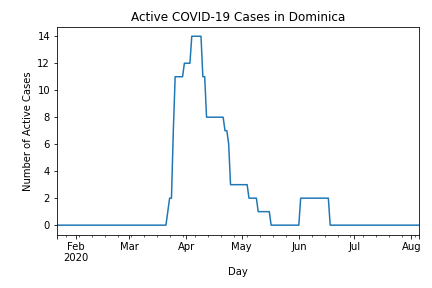 Active COVID-19 Cases in Dominica
Number of Active Cases
14
12
10
8
6
4
2
0
Feb Mar Apr May Jun Jul Aug
2020
Day